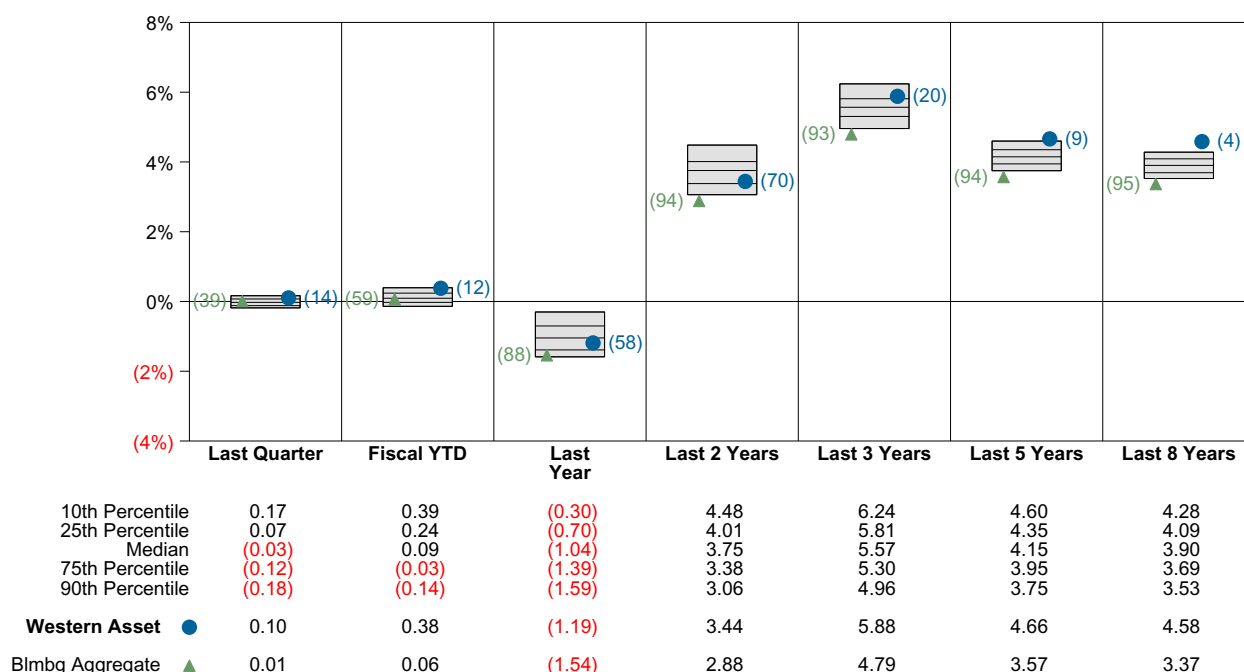 8%
6%
4%
2%
0%
(2%)
(4%)
(39) (14) (59) (12) (88) (58) (94) (70) (93) (20) (94) (9) (95) (4)
Last Quarter Fiscal YTD Last Year Last 2 Years Last 3 Years Last 5 Years Last 8 Years
10th Percentile 0.17 0.39 (0.30) 4.48 6.24 4.60 4.28
25th Percentile 0.07 0.24 (0.70) 4.01 5.81 4.35 4.09
Median (0.03) 0.09 (1.04) 3.75 5.57 4.15 3.90
75th Percentile (0.12) (0.03) (1.39) 3.38 5.30 3.95 3.69
90th Percentile (0.18) (0.14) (1.59) 3.06 4.96 3.75 3.53
Western Asset 0.10 0.38 (1.19) 3.44 5.88 4.66 4.58
Blmbg Aggregate 0.01 0.06 (1.54) 2.88 4.79 3.57 3.37